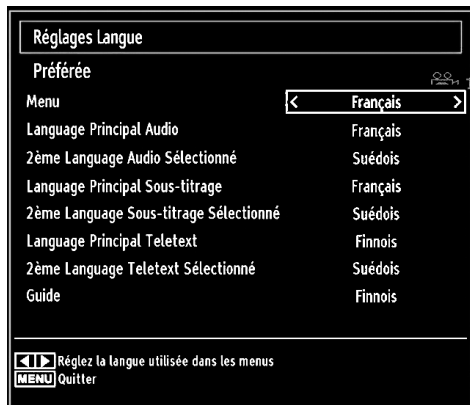 Réglages Langue
Préférée
Menu < Français >
Language Principal Audio Français
2ème Language Audio Sélectionné Suédois
Language Principal Sous-titrage Français
2ème Language Sous-titrage Sélectionné Suédois
Language Principal Teletext Finnois
2ème Language Teletext Sélectionné Suédois
Guide Finnois
Réglez la langue utilisée dans les menus
MENU Quitter